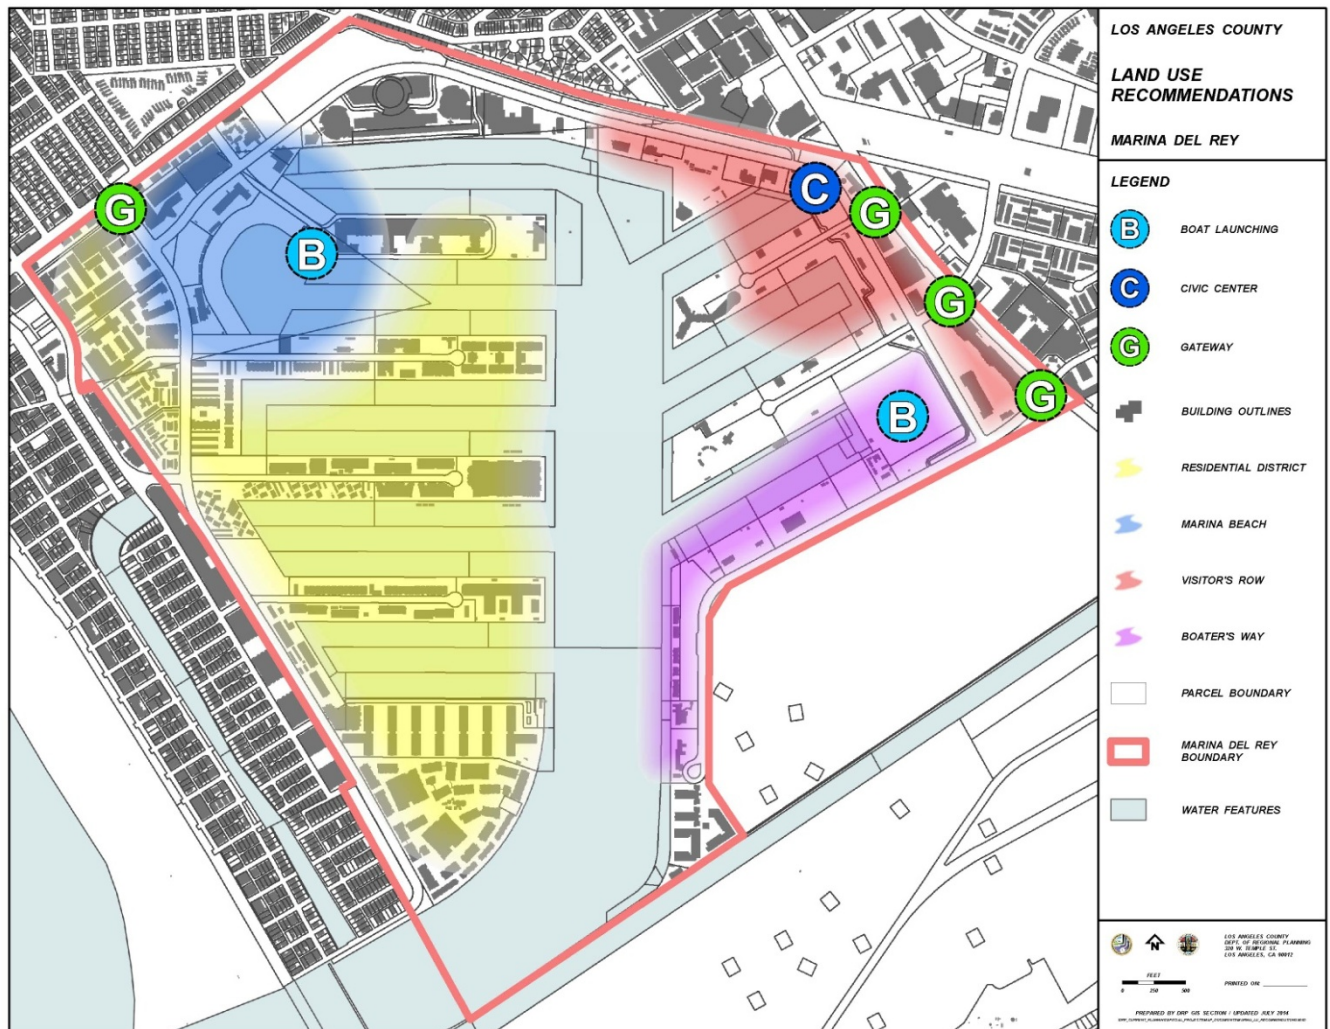 LOS ANGELES COUNTY
LAND USE
RECOMMENDATIONS
MARINA DEL REY
LEGEND
B BOAT LAUNCHING
C CIVIC CENTER
G GATEWAY
BUILDING OUTLINES
RESIDENTIAL DISTRICT
MARINA BEACH
VISITOR'S ROW
BOATER'S WAY
PARCEL BOUNDARY
MARINA DEL REY
BOUNDARY
WATER FEATURES
G
B
C
G
G
G
B
N
LOS ANGELES COUNTY
DEPT. OF REGIONAL PLANNING
320 W. TEMPLE ST.
LOS ANGELES, CA 90012
FEET
0 250 500
PRINTED ON:
PREPARED BY DRP GIS SECTION / UPDATED JULY 2014